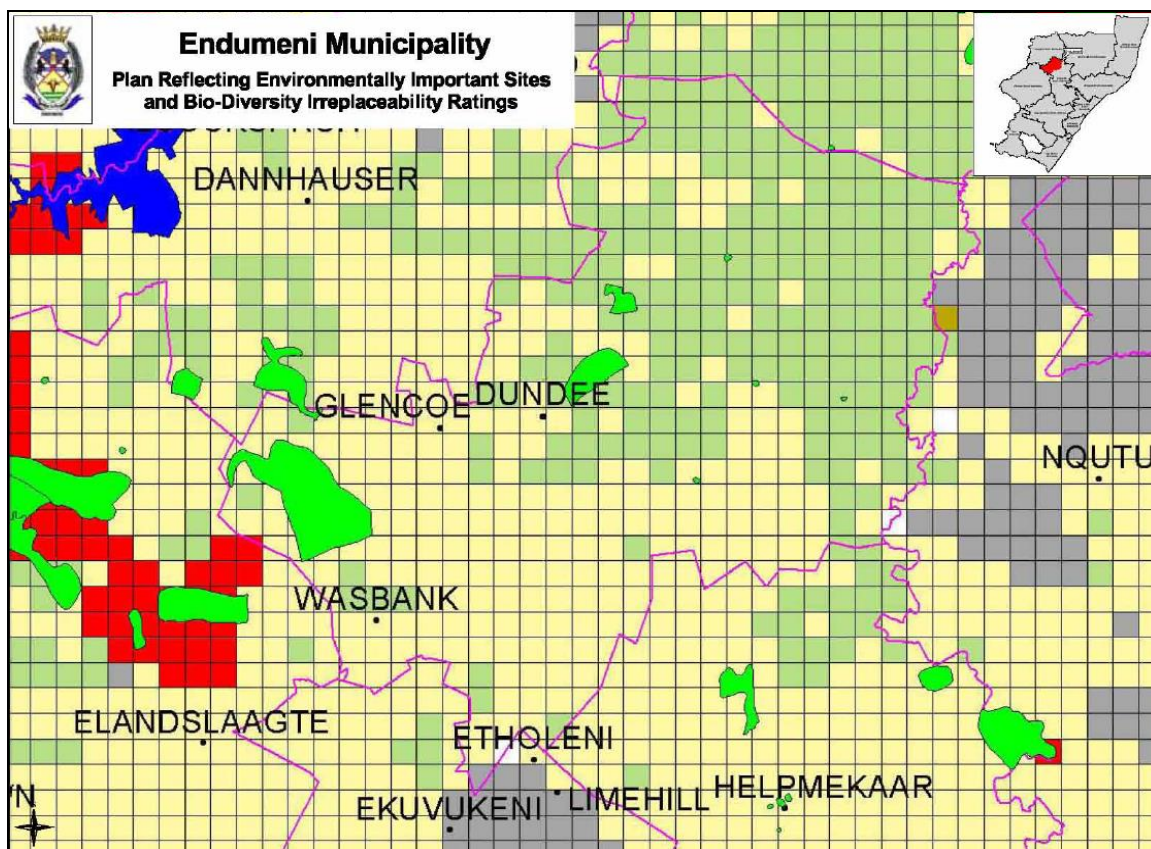 Endumeni Municipality
Plan Reflecting Environmentally Important Sites
and Bio-Diversity Irreplaceability Ratings
DANNHAUSER
GLENCOE
DUNDEE
NQUTU
WASBANK
ELANDSLAAGTE
ETHOLENI
LIMEHILL
HELPMEKAAR
EKUVUKENI
N